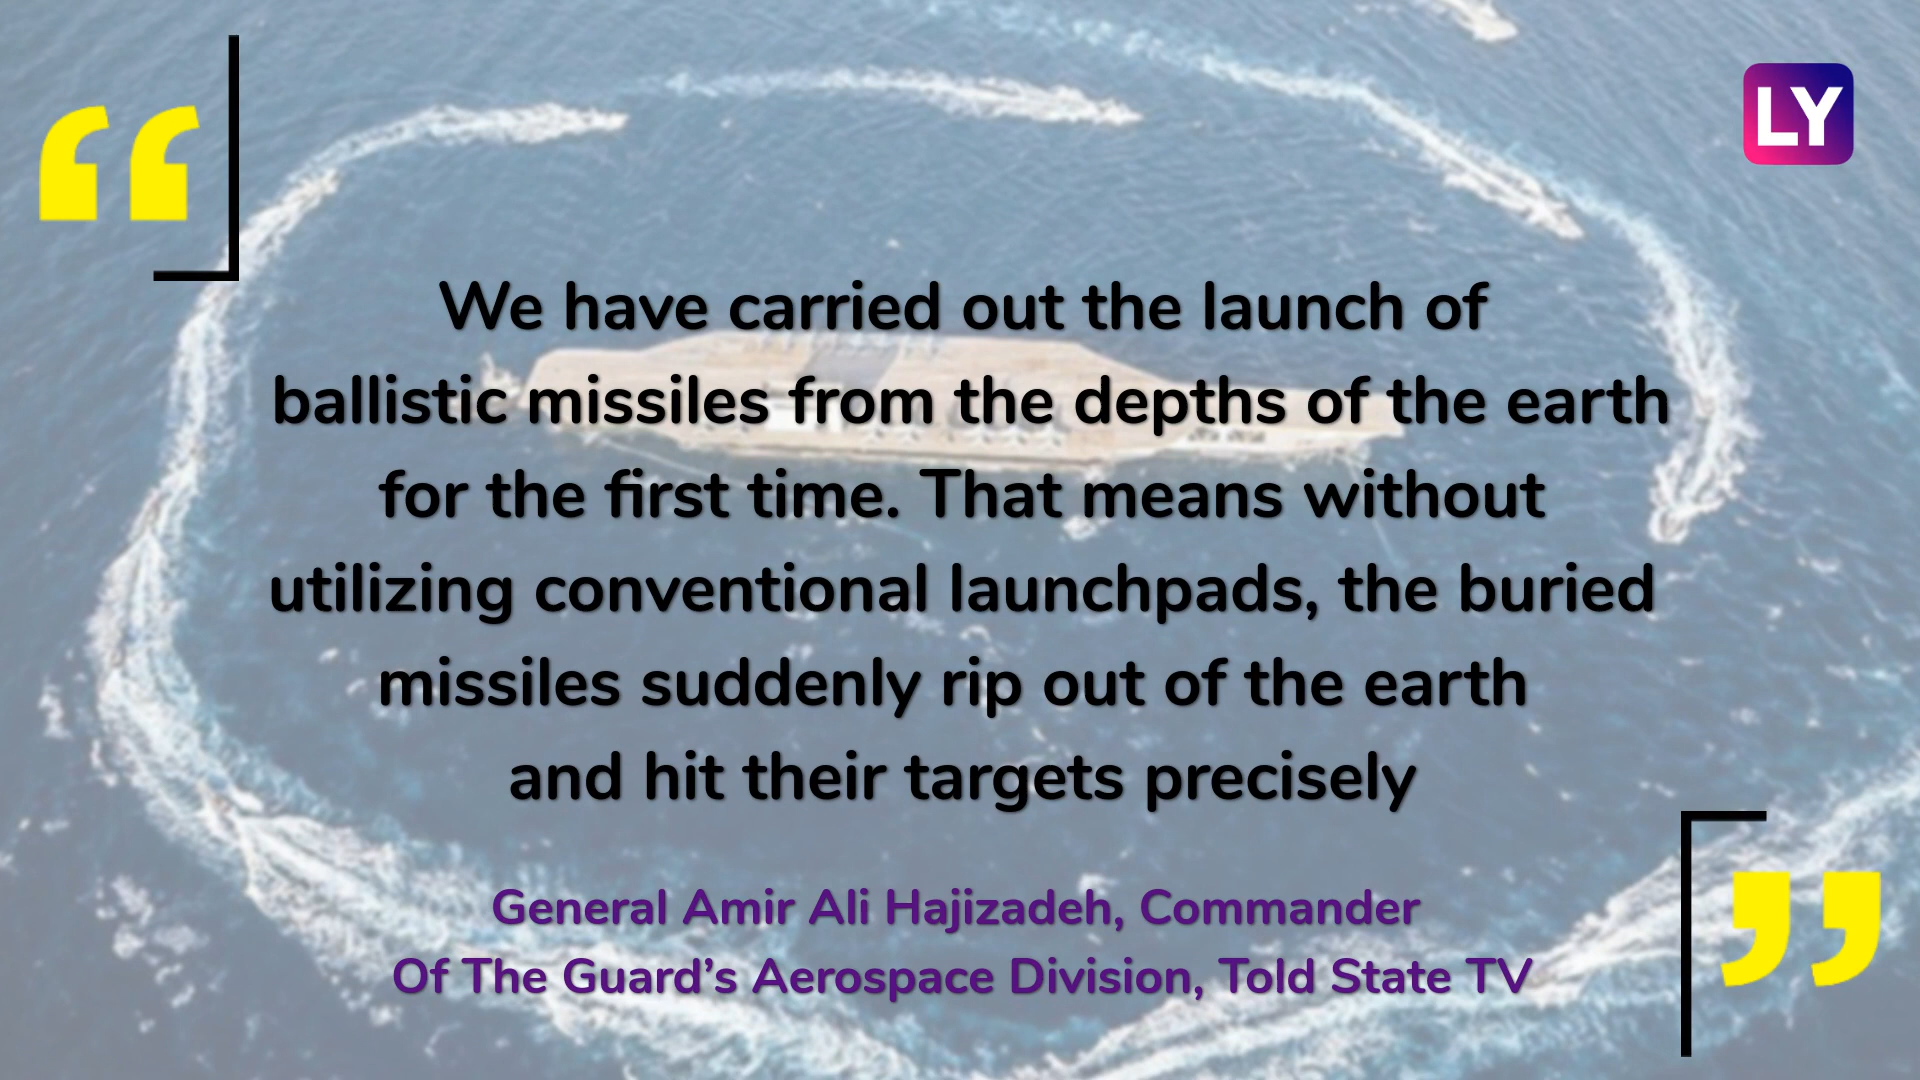 LY
We have carried out the launch of
ballistic missiles from the depths of the earth
for the first time. That means without
utilizing conventional launchpads, the buried
missiles suddenly rip out of the earth
and hit their targets precisely
General Amir Ali Hajizadeh, Commander
Of The Guard’s Aerospace Division, Told State TV